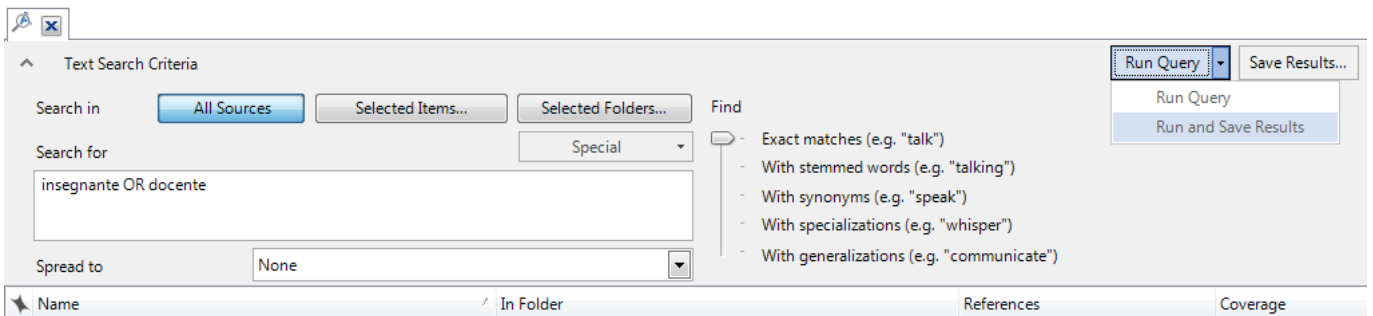 Text Search Criteria
Run Query
Save Results...
Search in
All Sources
Selected Items...
Selected Folders...
Find
Run Query
Run and Save Results
Search for
Special
Exact matches (e.g. "talk")
insegnante OR docente
With stemmed words (e.g. "talking")
With synonyms (e.g. "speak")
With specializations (e.g. "whisper")
With generalizations (e.g. "communicate")
Spread to
None
Name
In Folder
References
Coverage